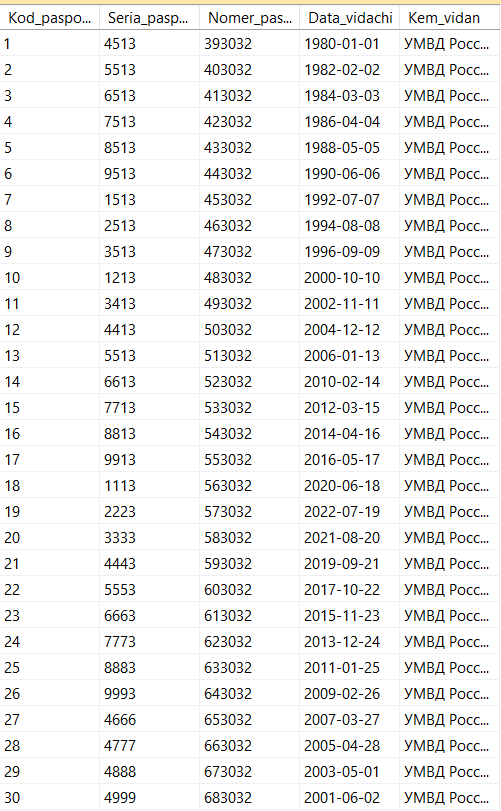 Kod_paspo... Seria_pasp... Nomer_pas... Data_vidachi Kem_vidan
1 4513 393032 1980-01-01 УМВД Росс...
2 5513 403032 1982-02-02 УМВД Росс...
3 6513 413032 1984-03-03 УМВД Росс...
4 7513 423032 1986-04-04 УМВД Росс...
5 8513 433032 1988-05-05 УМВД Росс...
6 9513 443032 1990-06-06 УМВД Росс...
7 1513 453032 1992-07-07 УМВД Росс...
8 2513 463032 1994-08-08 УМВД Росс...
9 3513 473032 1996-09-09 УМВД Росс...
10 1213 483032 2000-10-10 УМВД Росс...
11 3413 493032 2002-11-11 УМВД Росс...
12 4413 503032 2004-12-12 УМВД Росс...
13 5513 513032 2006-01-13 УМВД Росс...
14 6613 523032 2010-02-14 УМВД Росс...
15 7713 533032 2012-03-15 УМВД Росс...
16 8813 543032 2014-04-16 УМВД Росс...
17 9913 553032 2016-05-17 УМВД Росс...
18 1113 563032 2020-06-18 УМВД Росс...
19 2223 573032 2022-07-19 УМВД Росс...
20 3333 583032 2021-08-20 УМВД Росс...
21 4443 593032 2019-09-21 УМВД Росс...
22 5553 603032 2017-10-22 УМВД Росс...
23 6663 613032 2015-11-23 УМВД Росс...
24 7773 623032 2013-12-24 УМВД Росс...
25 8883 633032 2011-01-25 УМВД Росс...
26 9993 643032 2009-02-26 УМВД Росс...
27 4666 653032 2007-03-27 УМВД Росс...
28 4777 663032 2005-04-28 УМВД Росс...
29 4888 673032 2003-05-01 УМВД Росс...
30 4999 683032 2001-06-02 УМВД Росс...